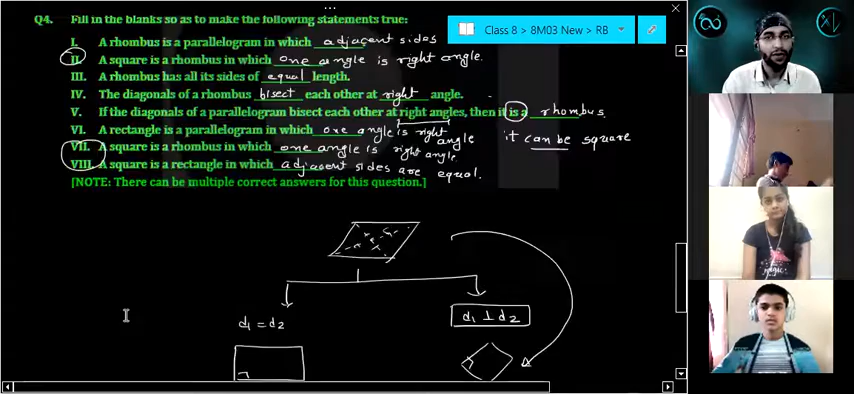 Q4. Fill in the blanks so as to make the following statements true:
Class 8 > 8M03 New > RB
I. A rhombus is a parallelogram in which adjacent sides
II. A square is a rhombus in which one angle is right angle.
III. A rhombus has all its sides of equal length.
IV. The diagonals of a rhombus bisect each other at right angle.
V. If the diagonals of a parallelogram bisect each other at right angles, then it is a rhombus.
VI. A rectangle is a parallelogram in which one angle is right angle
it can be square
VII. A square is a rhombus in which one angle is right angle.
VIII. A square is a rectangle in which adjacent sides are equal.
[NOTE: There can be multiple correct answers for this question.]
d₁ = d₂
d₁ ⊥ d₂